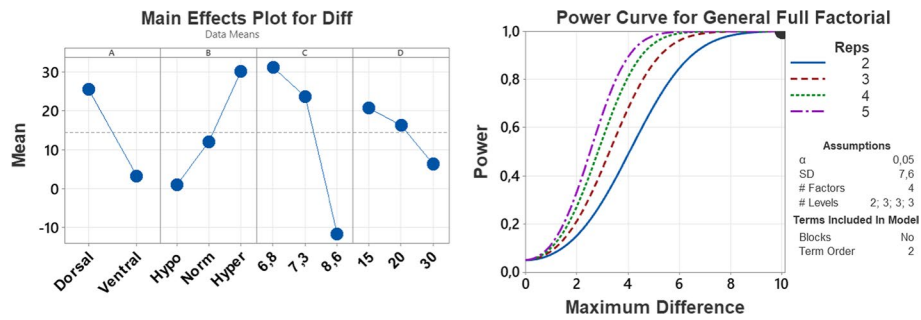 Main Effects Plot for Diff
Data Means
A B C D
30
20
10
0
-10
Mean
Dorsal Ventral Hypo Norm Hyper 6,8 7,3 8,6 15 20 30
Power Curve for General Full Factorial
1,0
0,8
0,6
0,4
0,2
0,0
Power
0 2 4 6 8 10
Maximum Difference
Reps
2
3
4
5
Assumptions
α 0,05
SD 7,6
# Factors 4
# Levels 2; 3; 3; 3
Terms Included In Model
Blocks No
Term Order 2